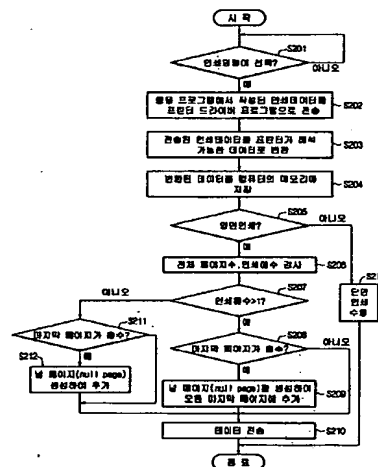 시 작
S201
인쇄명령이 선택?
아니오
예
응용 프로그램에서 작성된 인쇄데이터를
프린터 드라이버 프로그램으로 전송
S202
전송된 인쇄데이터를 프린터가 해석
가능한 데이터로 변환
S203
변환된 데이터를 컴퓨터의 메모리에
저장
S204
S205
양면인쇄?
아니오
예
전체 페이지수, 인쇄매수 검사
S206
S207
인쇄매수>1?
아니오
예
단면
인쇄
수행
S211
마지막 페이지가 홀수?
예
S208
마지막 페이지가 홀수?
아니오
예
S212
널 페이지(null page)
생성하여 추가
널 페이지(null page)를 생성하여
모든 마지막 페이지에 추가
S209
데이터 전송
S210
종 료